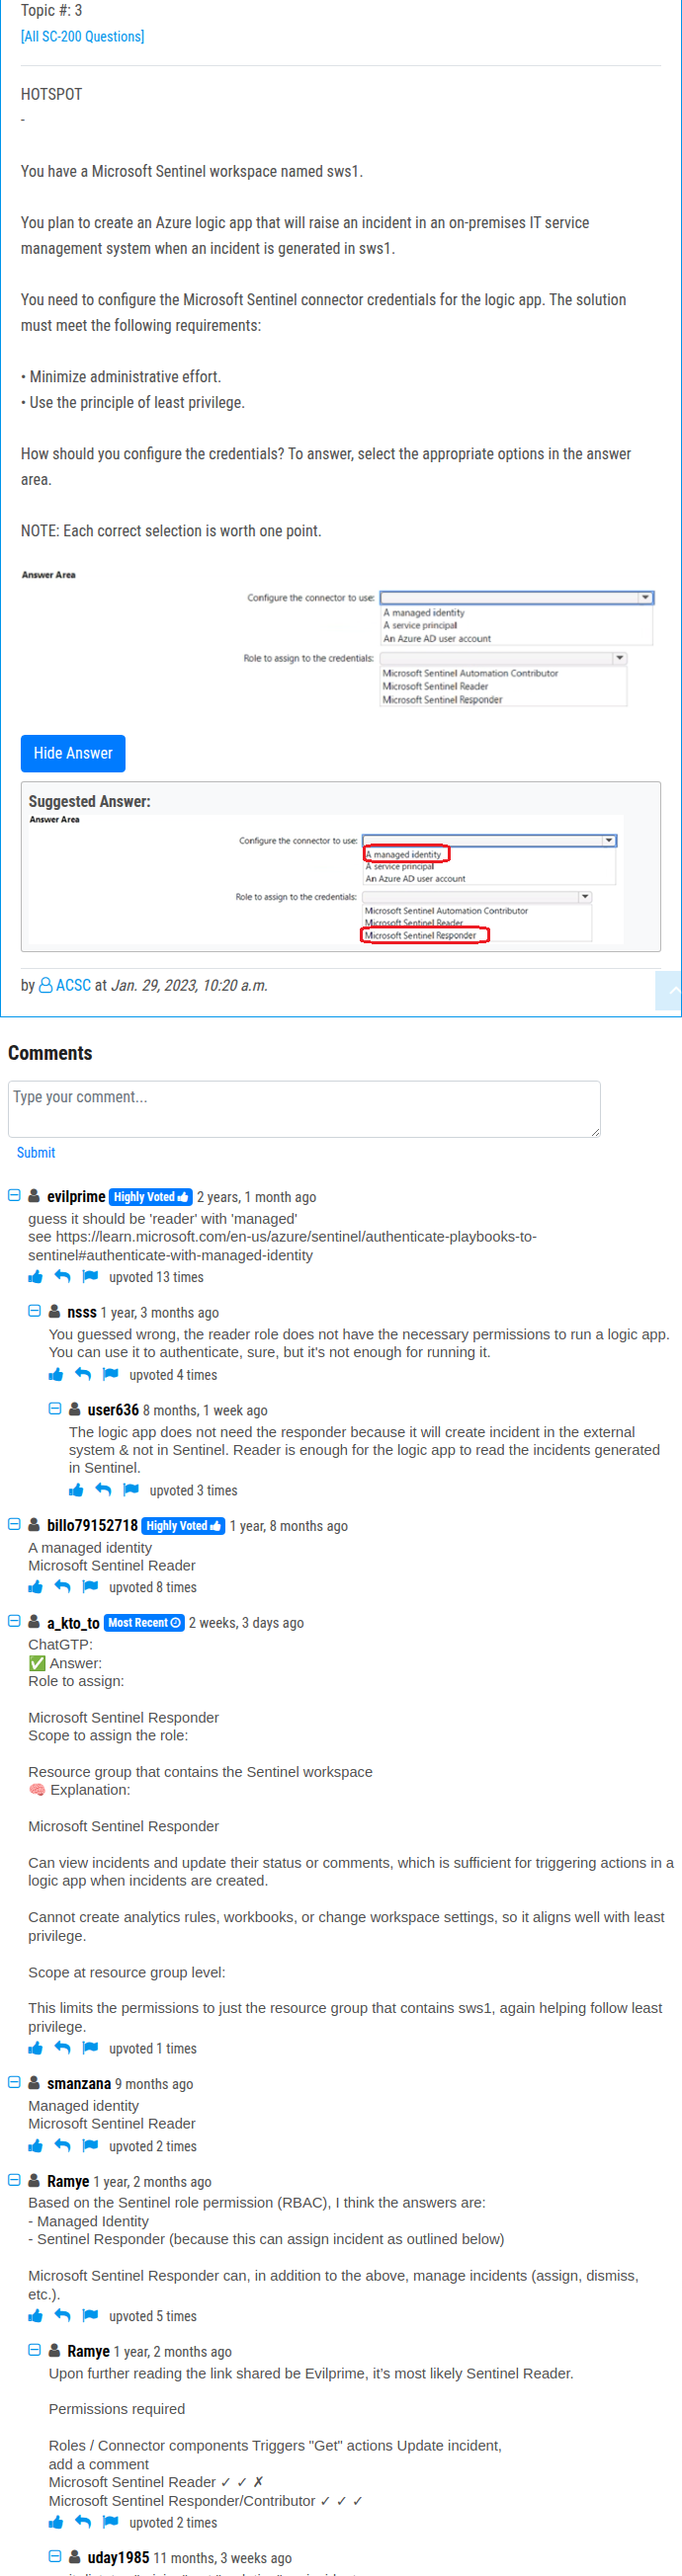 Topic #: 3
[All SC-200 Questions]
HOTSPOT
-
You have a Microsoft Sentinel workspace named sws1.
You plan to create an Azure logic app that will raise an incident in an on-premises IT service
management system when an incident is generated in sws1.
You need to configure the Microsoft Sentinel connector credentials for the logic app. The solution
must meet the following requirements:
• Minimize administrative effort.
• Use the principle of least privilege.
How should you configure the credentials? To answer, select the appropriate options in the answer
area.
NOTE: Each correct selection is worth one point.
Answer Area
Configure the connector to use:
A managed identity
A service principal
An Azure AD user account
Role to assign to the credentials:
Microsoft Sentinel Automation Contributor
Microsoft Sentinel Reader
Microsoft Sentinel Responder
Hide Answer
Suggested Answer:
Answer Area
Configure the connector to use:
A managed identity
A service principal
An Azure AD user account
Role to assign to the credentials:
Microsoft Sentinel Automation Contributor
Microsoft Sentinel Reader
Microsoft Sentinel Responder
by ACSC at Jan. 29, 2023, 10:20 a.m.
Comments
Type your comment...
Submit
evilprime Highly Voted 2 years, 1 month ago
guess it should be 'reader' with 'managed'
see https://learn.microsoft.com/en-us/azure/sentinel/authenticate-playbooks-to-
sentinel#authenticate-with-managed-identity
upvoted 13 times
nsss 1 year, 3 months ago
You guessed wrong, the reader role does not have the necessary permissions to run a logic app.
You can use it to authenticate, sure, but it's not enough for running it.
upvoted 4 times
user636 8 months, 1 week ago
The logic app does not need the responder because it will create incident in the external
system & not in Sentinel. Reader is enough for the logic app to read the incidents generated
in Sentinel.
upvoted 3 times
billo79152718 Highly Voted 1 year, 8 months ago
A managed identity
Microsoft Sentinel Reader
upvoted 8 times
a_kto_to Most Recent 2 weeks, 3 days ago
ChatGTP:
✅ Answer:
Role to assign:
Microsoft Sentinel Responder
Scope to assign the role:
Resource group that contains the Sentinel workspace
🧠 Explanation:
Microsoft Sentinel Responder
Can view incidents and update their status or comments, which is sufficient for triggering actions in a
logic app when incidents are created.
Cannot create analytics rules, workbooks, or change workspace settings, so it aligns well with least
privilege.
Scope at resource group level:
This limits the permissions to just the resource group that contains sws1, again helping follow least
privilege.
upvoted 1 times
smanzana 9 months ago
Managed identity
Microsoft Sentinel Reader
upvoted 2 times
Ramye 1 year, 2 months ago
Based on the Sentinel role permission (RBAC), I think the answers are:
- Managed Identity
- Sentinel Responder (because this can assign incident as outlined below)
Microsoft Sentinel Responder can, in addition to the above, manage incidents (assign, dismiss,
etc.).
upvoted 5 times
Ramye 1 year, 2 months ago
Upon further reading the link shared be Evilprime, it's most likely Sentinel Reader.
Permissions required
Roles / Connector components Triggers "Get" actions Update incident,
add a comment
Microsoft Sentinel Reader ✓ ✓ ✗
Microsoft Sentinel Responder/Contributor ✓ ✓ ✓
upvoted 2 times
uday1985 11 months, 3 weeks ago